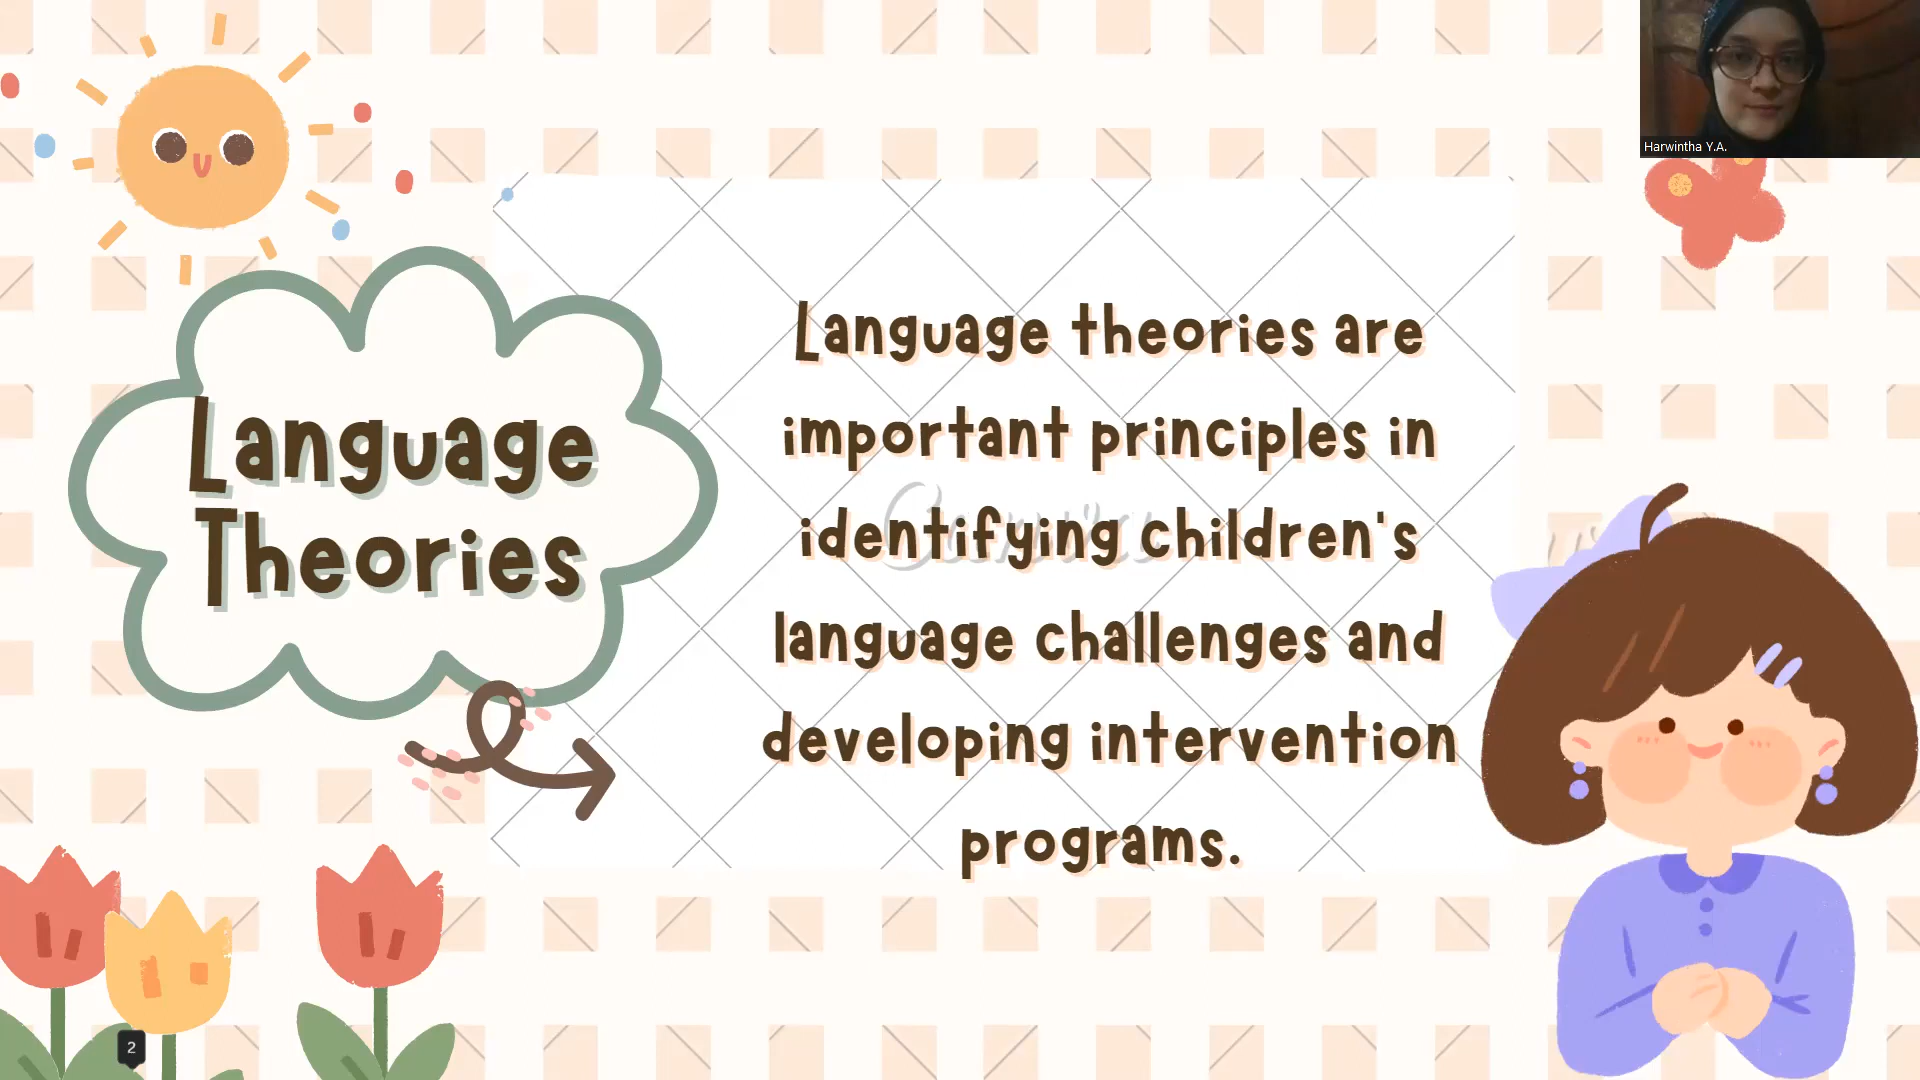 Harwintha Y.A.
Language
Theories
Language theories are
important principles in
identifying children's
language challenges and
developing intervention
programs.
2